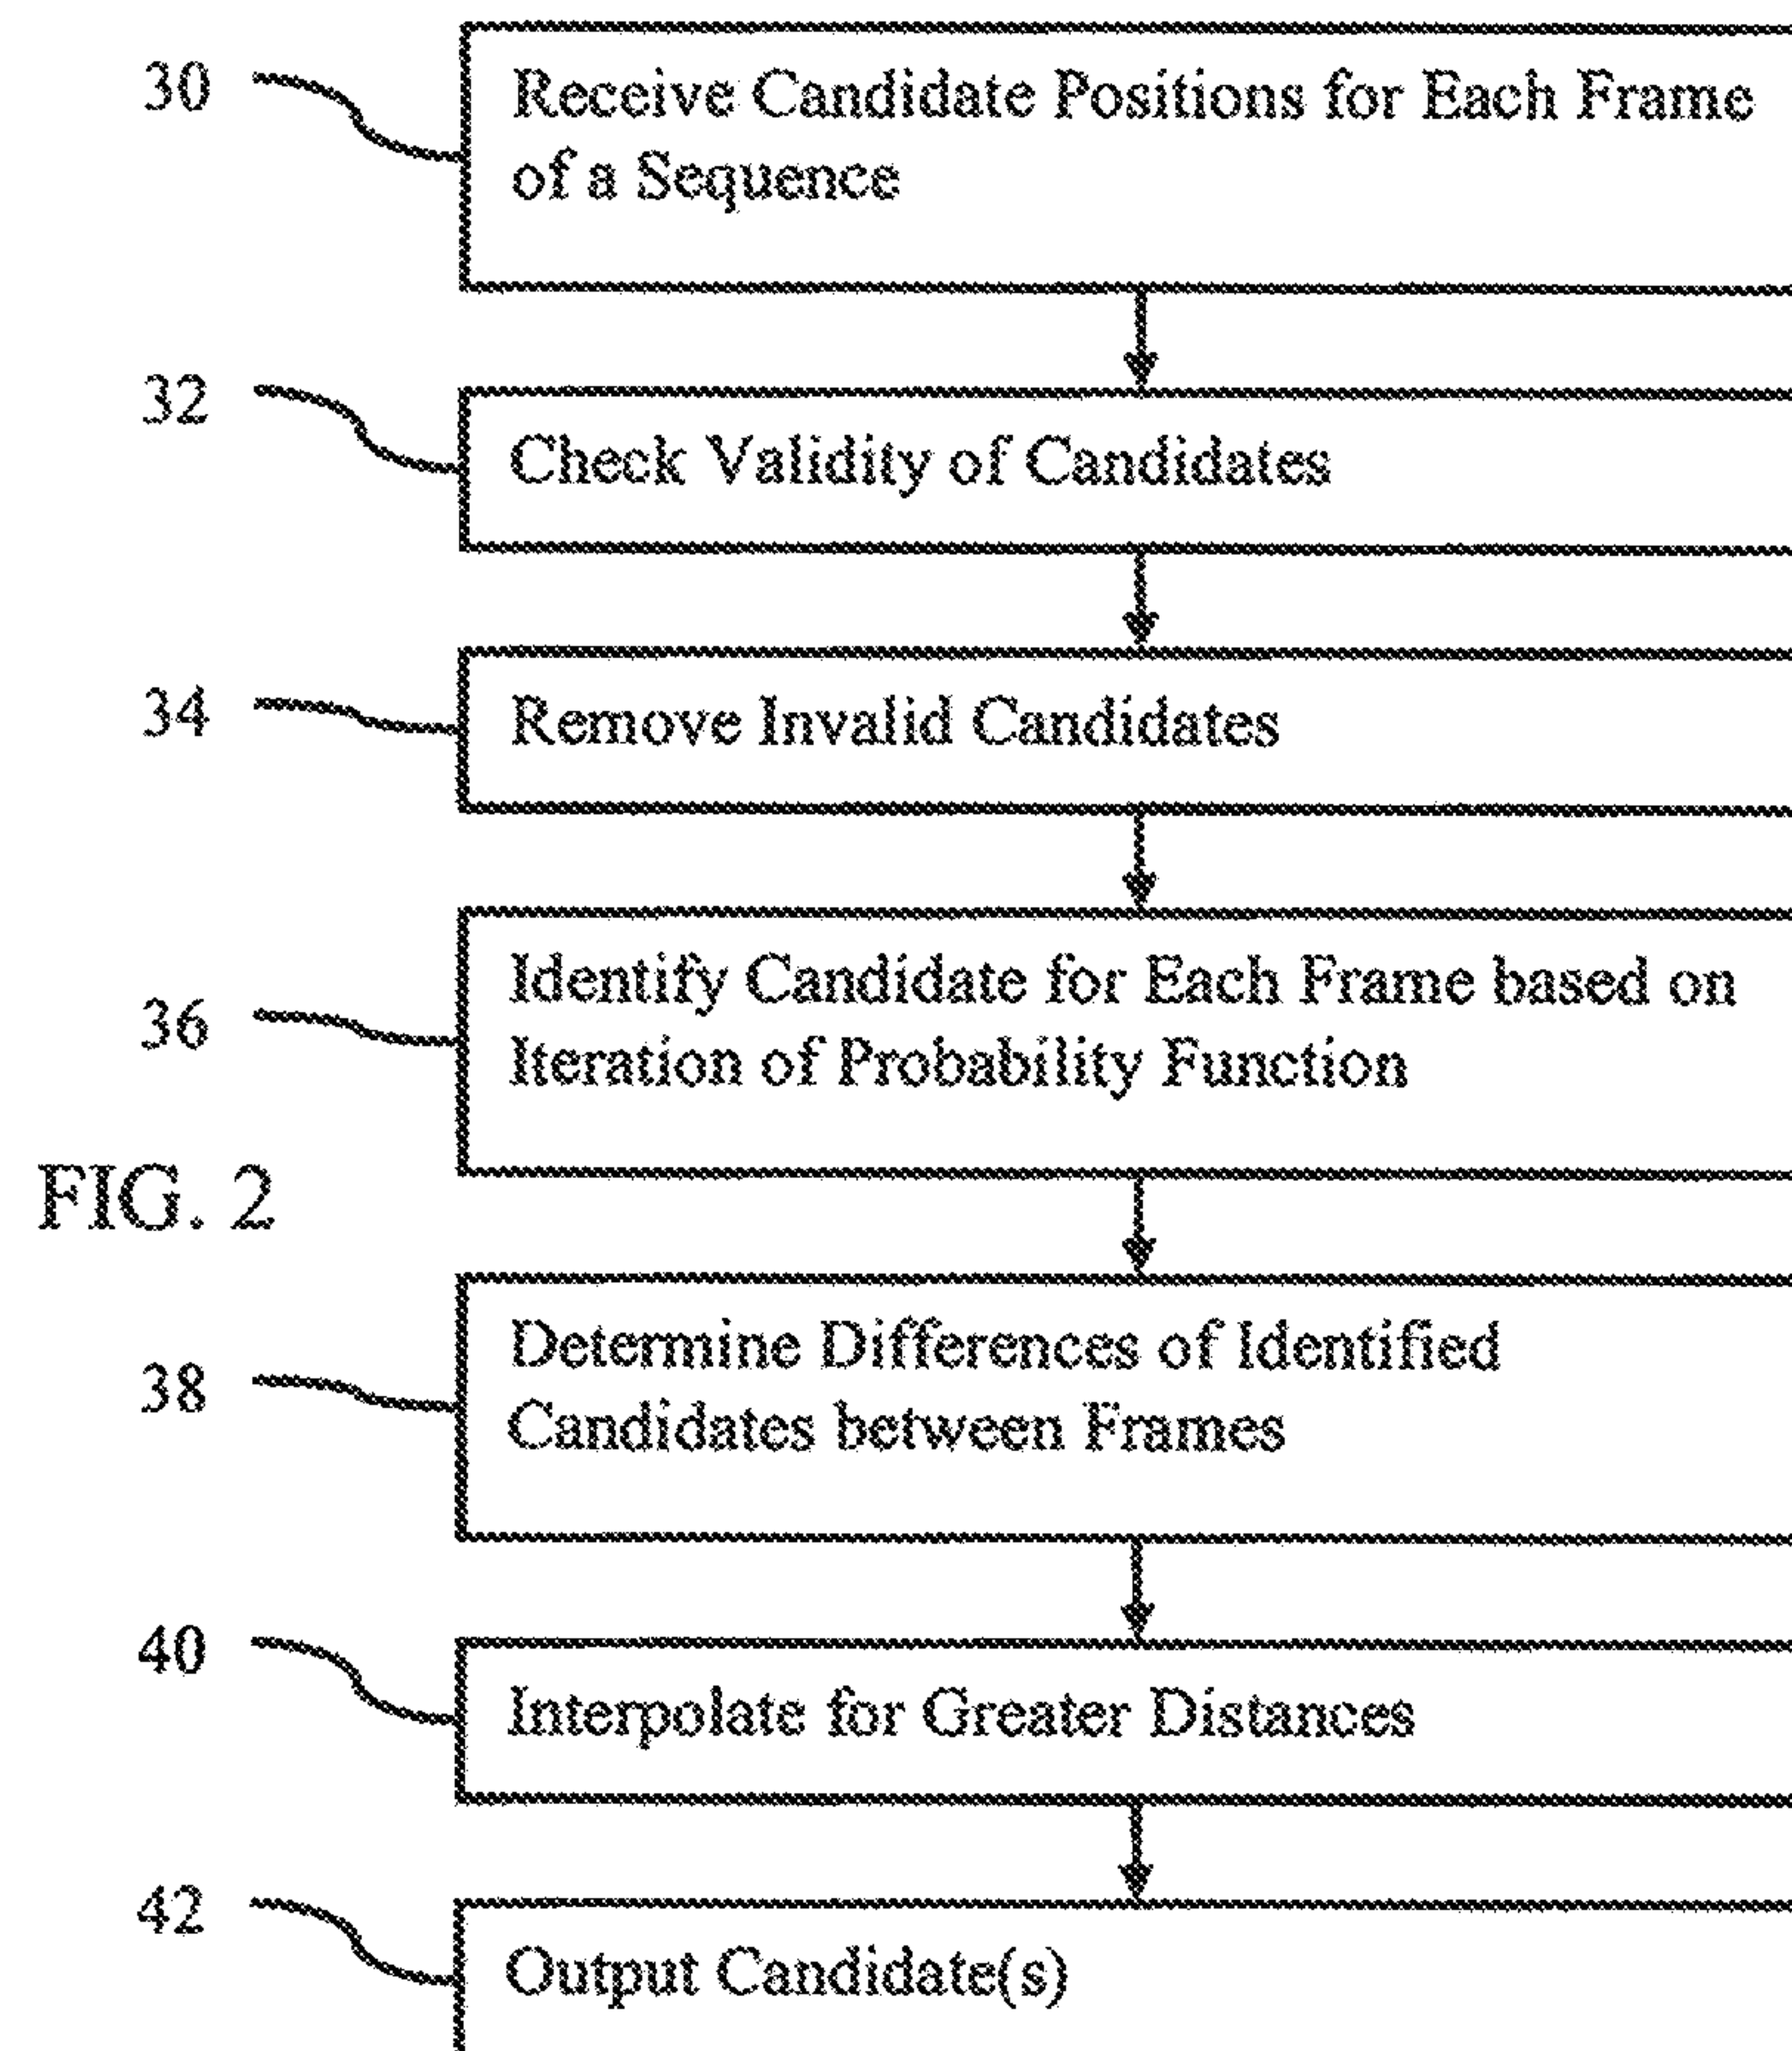 30
Receive Candidate Positions for Each Frame
of a Sequence
32
Check Validity of Candidates
34
Remove Invalid Candidates
36
Identify Candidate for Each Frame based on
Iteration of Probability Function
FIG. 2
38
Determine Differences of Identified
Candidates between Frames
40
Interpolate for Greater Distances
42
Output Candidate(s)